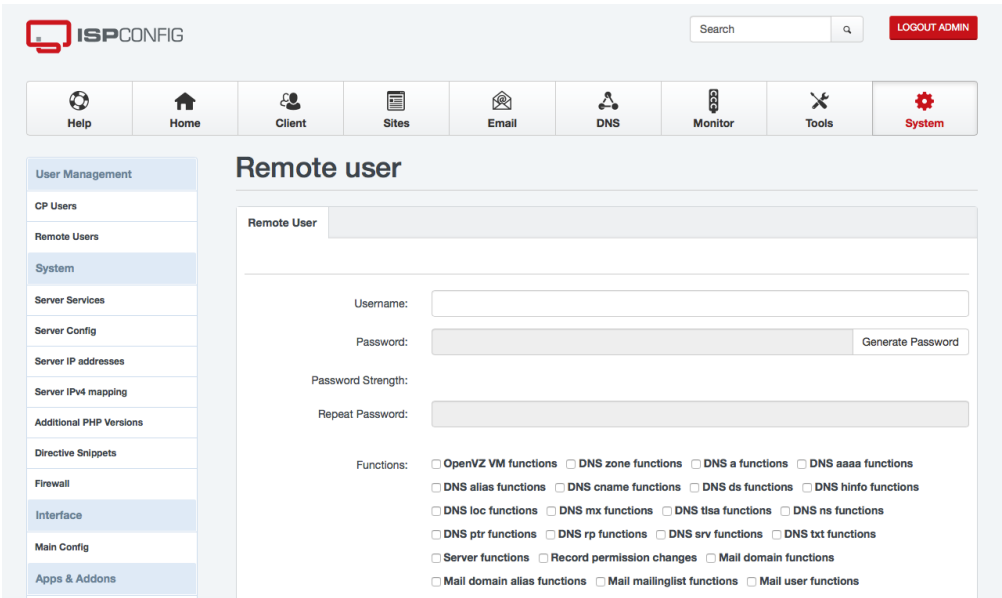 ISPCONFIG
Search
LOGOUT ADMIN
Help Home Client Sites Email DNS Monitor Tools System
User Management
CP Users
Remote Users
System
Server Services
Server Config
Server IP addresses
Server IPv4 mapping
Additional PHP Versions
Directive Snippets
Firewall
Interface
Main Config
Apps & Addons
Remote user
Remote User
Username:
Password: Generate Password
Password Strength:
Repeat Password:
Functions: OpenVZ VM functions DNS zone functions DNS a functions DNS aaaa functions
DNS alias functions DNS cname functions DNS ds functions DNS hinfo functions
DNS loc functions DNS mx functions DNS tlsa functions DNS ns functions
DNS ptr functions DNS rp functions DNS srv functions DNS txt functions
Server functions Record permission changes Mail domain functions
Mail domain alias functions Mail mailinglist functions Mail user functions